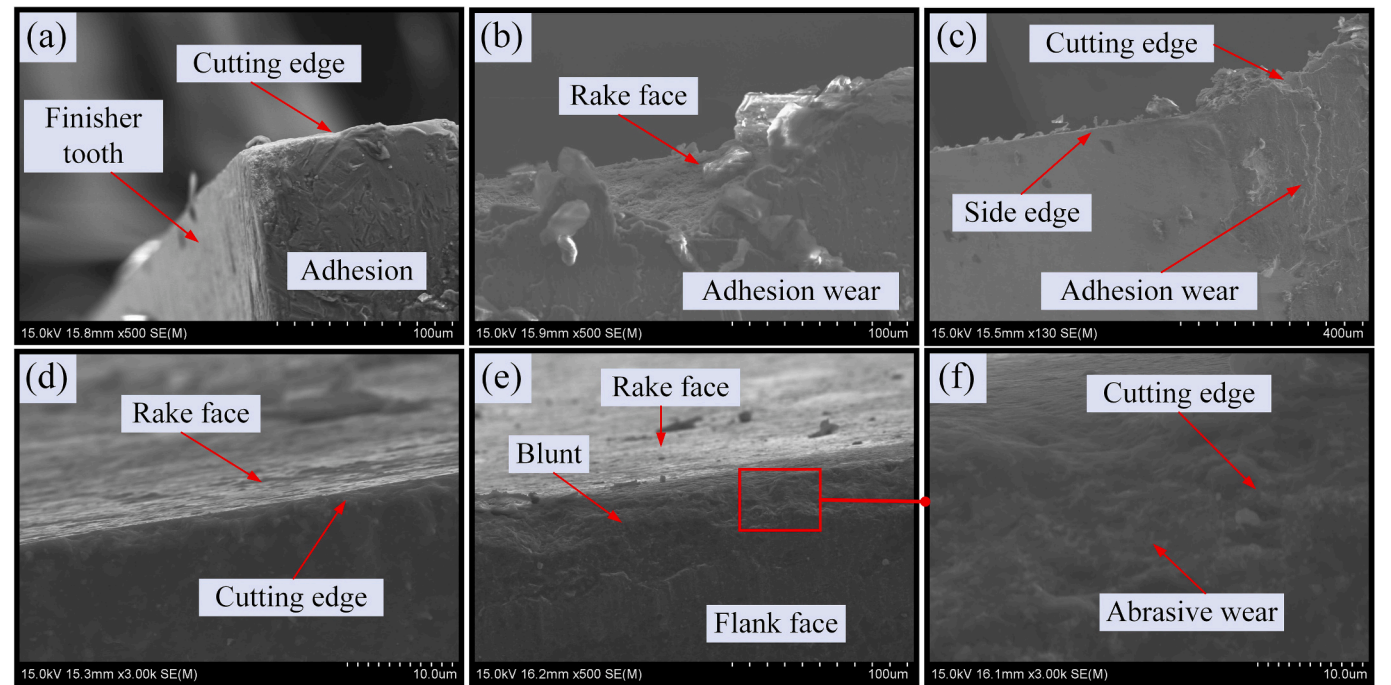 (a)
Cutting edge
Finisher
tooth
Adhesion
15.0kV 15.8mm x500 SE(M)
100um
(b)
Rake face
Adhesion wear
15.0kV 15.9mm x500 SE(M)
100um
(c)
Cutting edge
Side edge
Adhesion wear
15.0kV 15.5mm x130 SE(M)
400um
(d)
Rake face
Cutting edge
15.0kV 15.3mm x3.00k SE(M)
10.0um
(e)
Rake face
Blunt
Flank face
15.0kV 16.2mm x500 SE(M)
100um
(f)
Cutting edge
Abrasive wear
15.0kV 16.1mm x3.00k SE(M)
10.0um